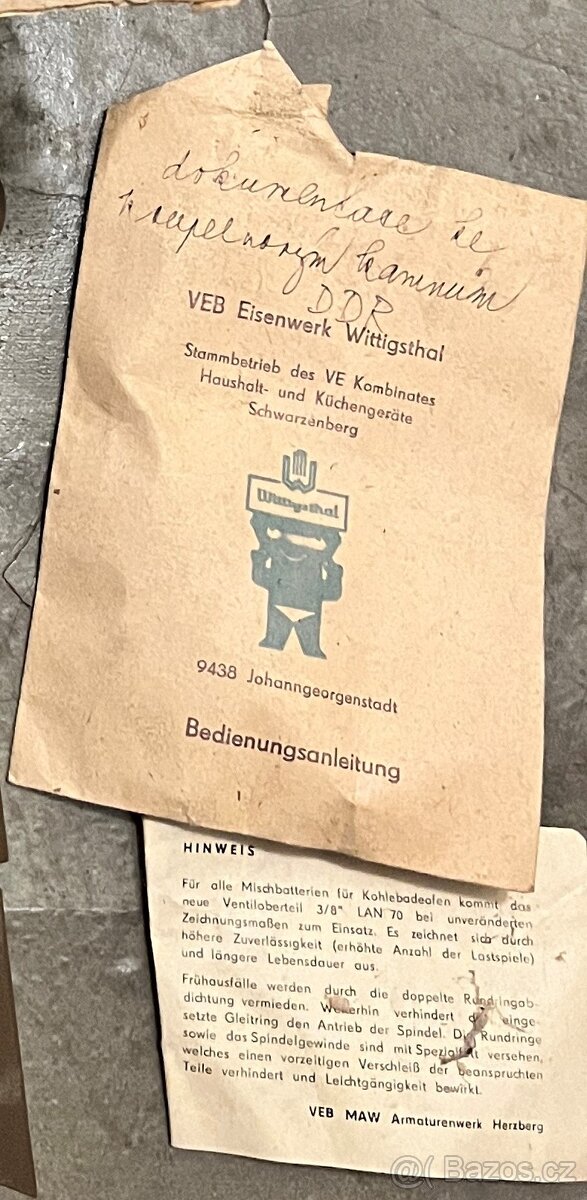 dokumentace ke
koupelnovým kamnům
DDR
VEB Eisenwerk Wittigsthal
Stammbetrieb des VE Kombinates
Haushalt- und Küchengeräte
Schwarzenberg
Wittigsthal
9438 Johanngeorgenstadt
Bedienungsanleitung
HINWEIS
Für alle Mischbatterien für Kohlebadeofen kommt das
neue Ventiloberteil 3/8" LAN 70 bei unveränderten
Zeichnungsmaßen zum Einsatz. Es zeichnet sich durch
höhere Zuverlässigkeit (erhöhte Anzahl der Lastspiele)
und längere Lebensdauer aus.
Frühausfälle werden durch die doppelte Rundringab-
dichtung vermieden. Weiterhin verhindert der einge-
setzte Gleitring den Antrieb der Spindel. Die Rundringe
sowie das Spindelgewinde sind mit Spezialfett versehen,
welches einen vorzeitigen Verschleiß der beanspruchten
Teile verhindert und Leichtgängigkeit bewirkt.
VEB MAW Armaturenwerk Herzberg
@( Bazos.cz